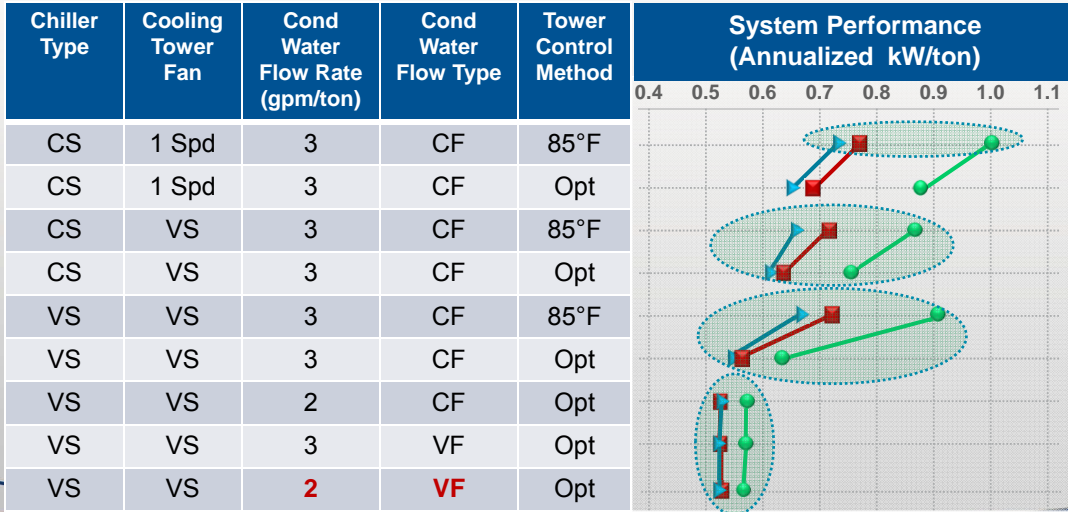 Chiller Type Cooling Tower Fan Cond Water Flow Rate (gpm/ton) Cond Water Flow Type Tower Control Method System Performance (Annualized kW/ton)
0.4 0.5 0.6 0.7 0.8 0.9 1.0 1.1
CS 1 Spd 3 CF 85°F
CS 1 Spd 3 CF Opt
CS VS 3 CF 85°F
CS VS 3 CF Opt
VS VS 3 CF 85°F
VS VS 3 CF Opt
VS VS 2 CF Opt
VS VS 3 VF Opt
VS VS 2 VF Opt